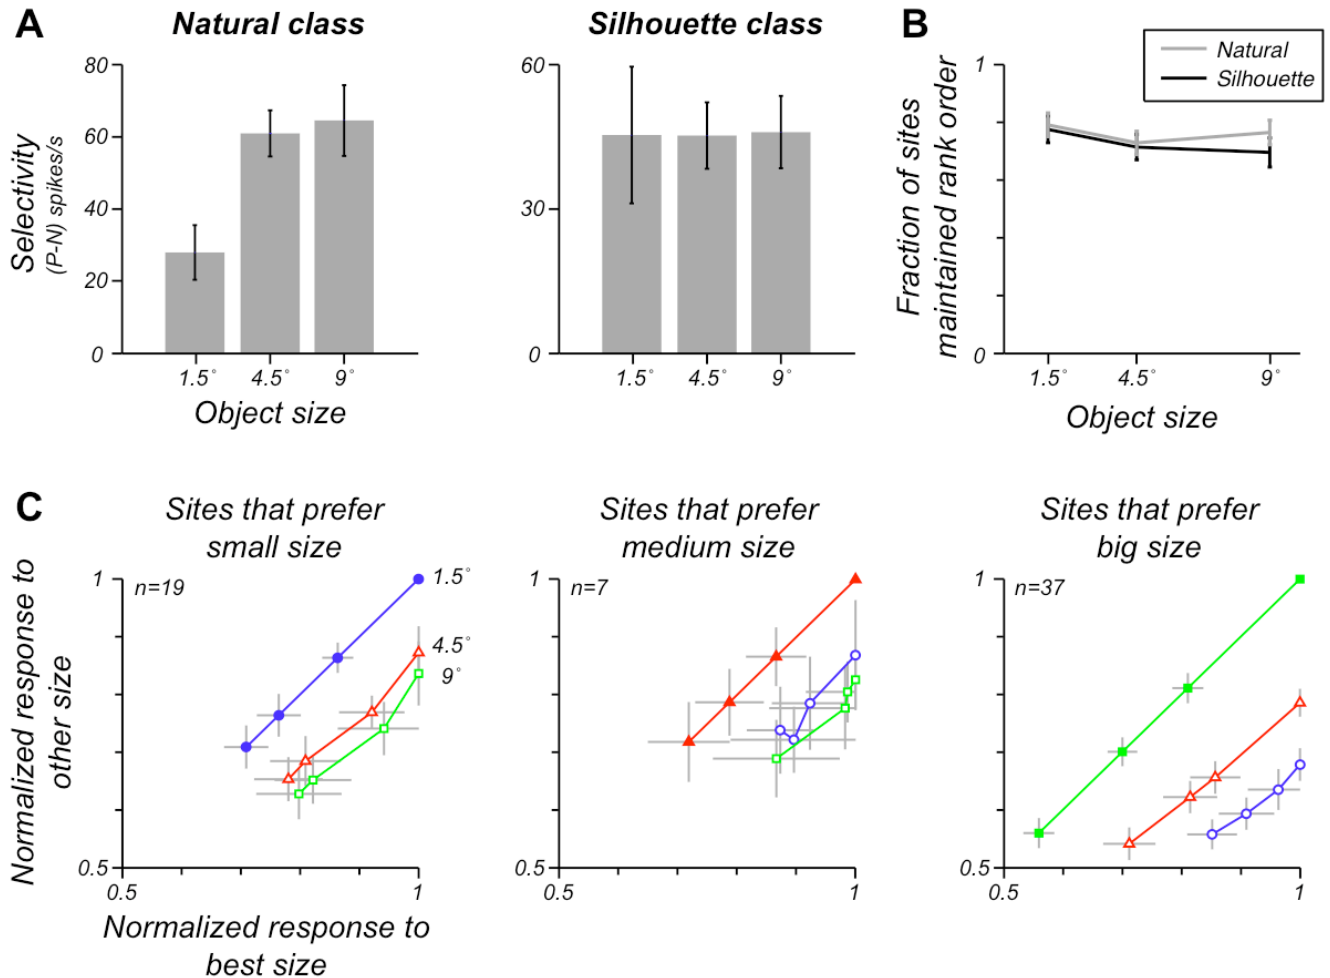 A
Natural class
Silhouette class
B
Natural
Silhouette
Selectivity
(P-N) spikes/s
80
60
40
20
0
1.5°
4.5°
9°
Object size
60
30
0
1.5°
4.5°
9°
Fraction of sites
maintained rank order
1
0
1.5°
4.5°
9°
Object size
C
Sites that prefer
small size
Sites that prefer
medium size
Sites that prefer
big size
Normalized response to
other size
1
n=19
1.5°
4.5°
9°
0.5
0.5
1
Normalized response to
best size
1
n=7
0.5
0.5
1
1
n=37
0.5
0.5
1